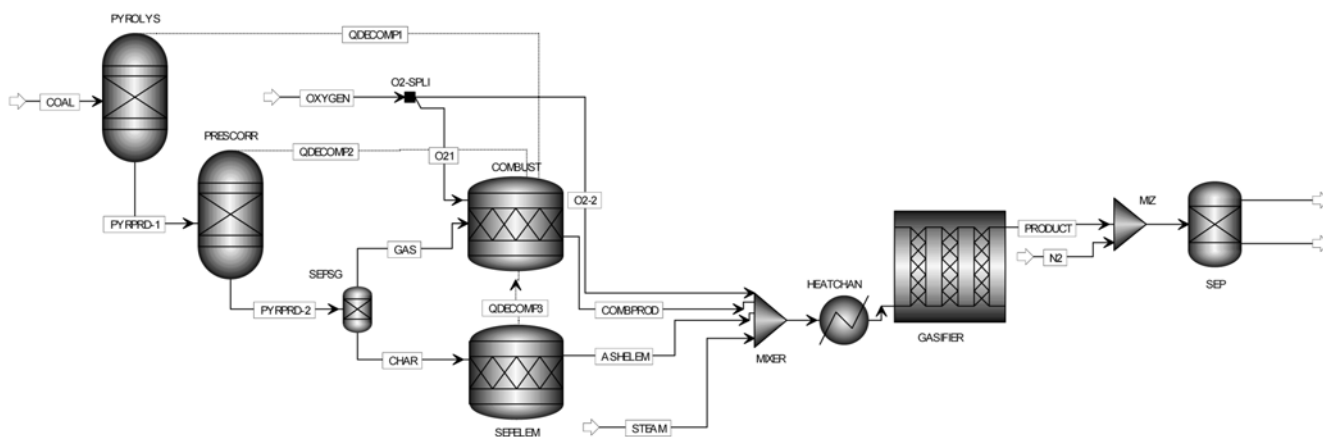 PYROLYS
QDECOMP1
COAL
OXYGEN
O2-SPLI
PRESCORR
QDECOMP2
O21
COMBUST
O2-2
PYRPRD-1
GAS
SEPSG
PYRPRD-2
QDECOMP3
COMBPROD
HEATCHAN
PRODUCT
MIZ
N2
SEP
GASIFIER
CHAR
ASHELEM
MIXER
STEAM
SEPELEM